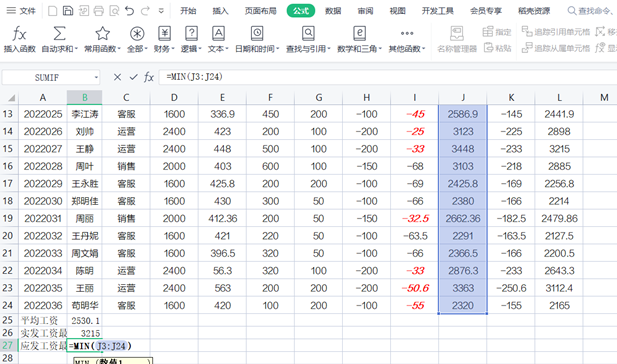 文件 开始 插入 页面布局 公式 数据 审阅 视图 开发工具 会员专享 稻壳资源 查找命令、
fx Σ ? A e
插入函数 自动求和 常用函数 全部 财务 逻辑 文本 日期和时间 查找与引用 数学和三角 其他函数 名称管理器 指定 粘贴 追踪引用单元格 追踪从属单元格 移 显
SUMIF fx =MIN(J3:J24)
A B C D E F G H I J K L M
13 2022025 李江涛 客服 1600 336.9 450 200 -100 -45 2586.9 -145 2441.9
14 2022026 刘帅 运营 2400 423 200 100 -200 -25 3123 -225 2898
15 2022027 王静 运营 2400 448 500 100 -200 -33 3448 -233 3215
16 2022028 周叶 销售 2000 403 600 100 -150 -68 3103 -218 2885
17 2022029 王永胜 客服 1600 425.8 200 200 -100 -69 2425.8 -169 2256.8
18 2022030 郑明佳 客服 1600 430 300 50 -100 -66 2380 -166 2214
19 2022031 周丽 销售 2000 412.36 200 50 -150 -32.5 2662.36 -182.5 2479.86
20 2022032 王丹妮 客服 1600 421 220 50 -100 -63.5 2291 -163.5 2127.5
21 2022033 周文娟 客服 1600 396.5 320 50 -100 -66 2366.5 -166 2200.5
22 2022034 陈明 运营 2400 56.3 320 100 -200 -33 2876.3 -233 2643.3
23 2022035 王丽 运营 2400 563 200 200 -200 -50.6 3363 -250.6 3112.4
24 2022036 苟明华 客服 1600 420 100 200 -100 -55 2320 -155 2165
25 平均工资 2530.1
26 实发工资最 3215
27 应发工资最 =MIN(J3:J24)
28 MIN (数值1, ...)